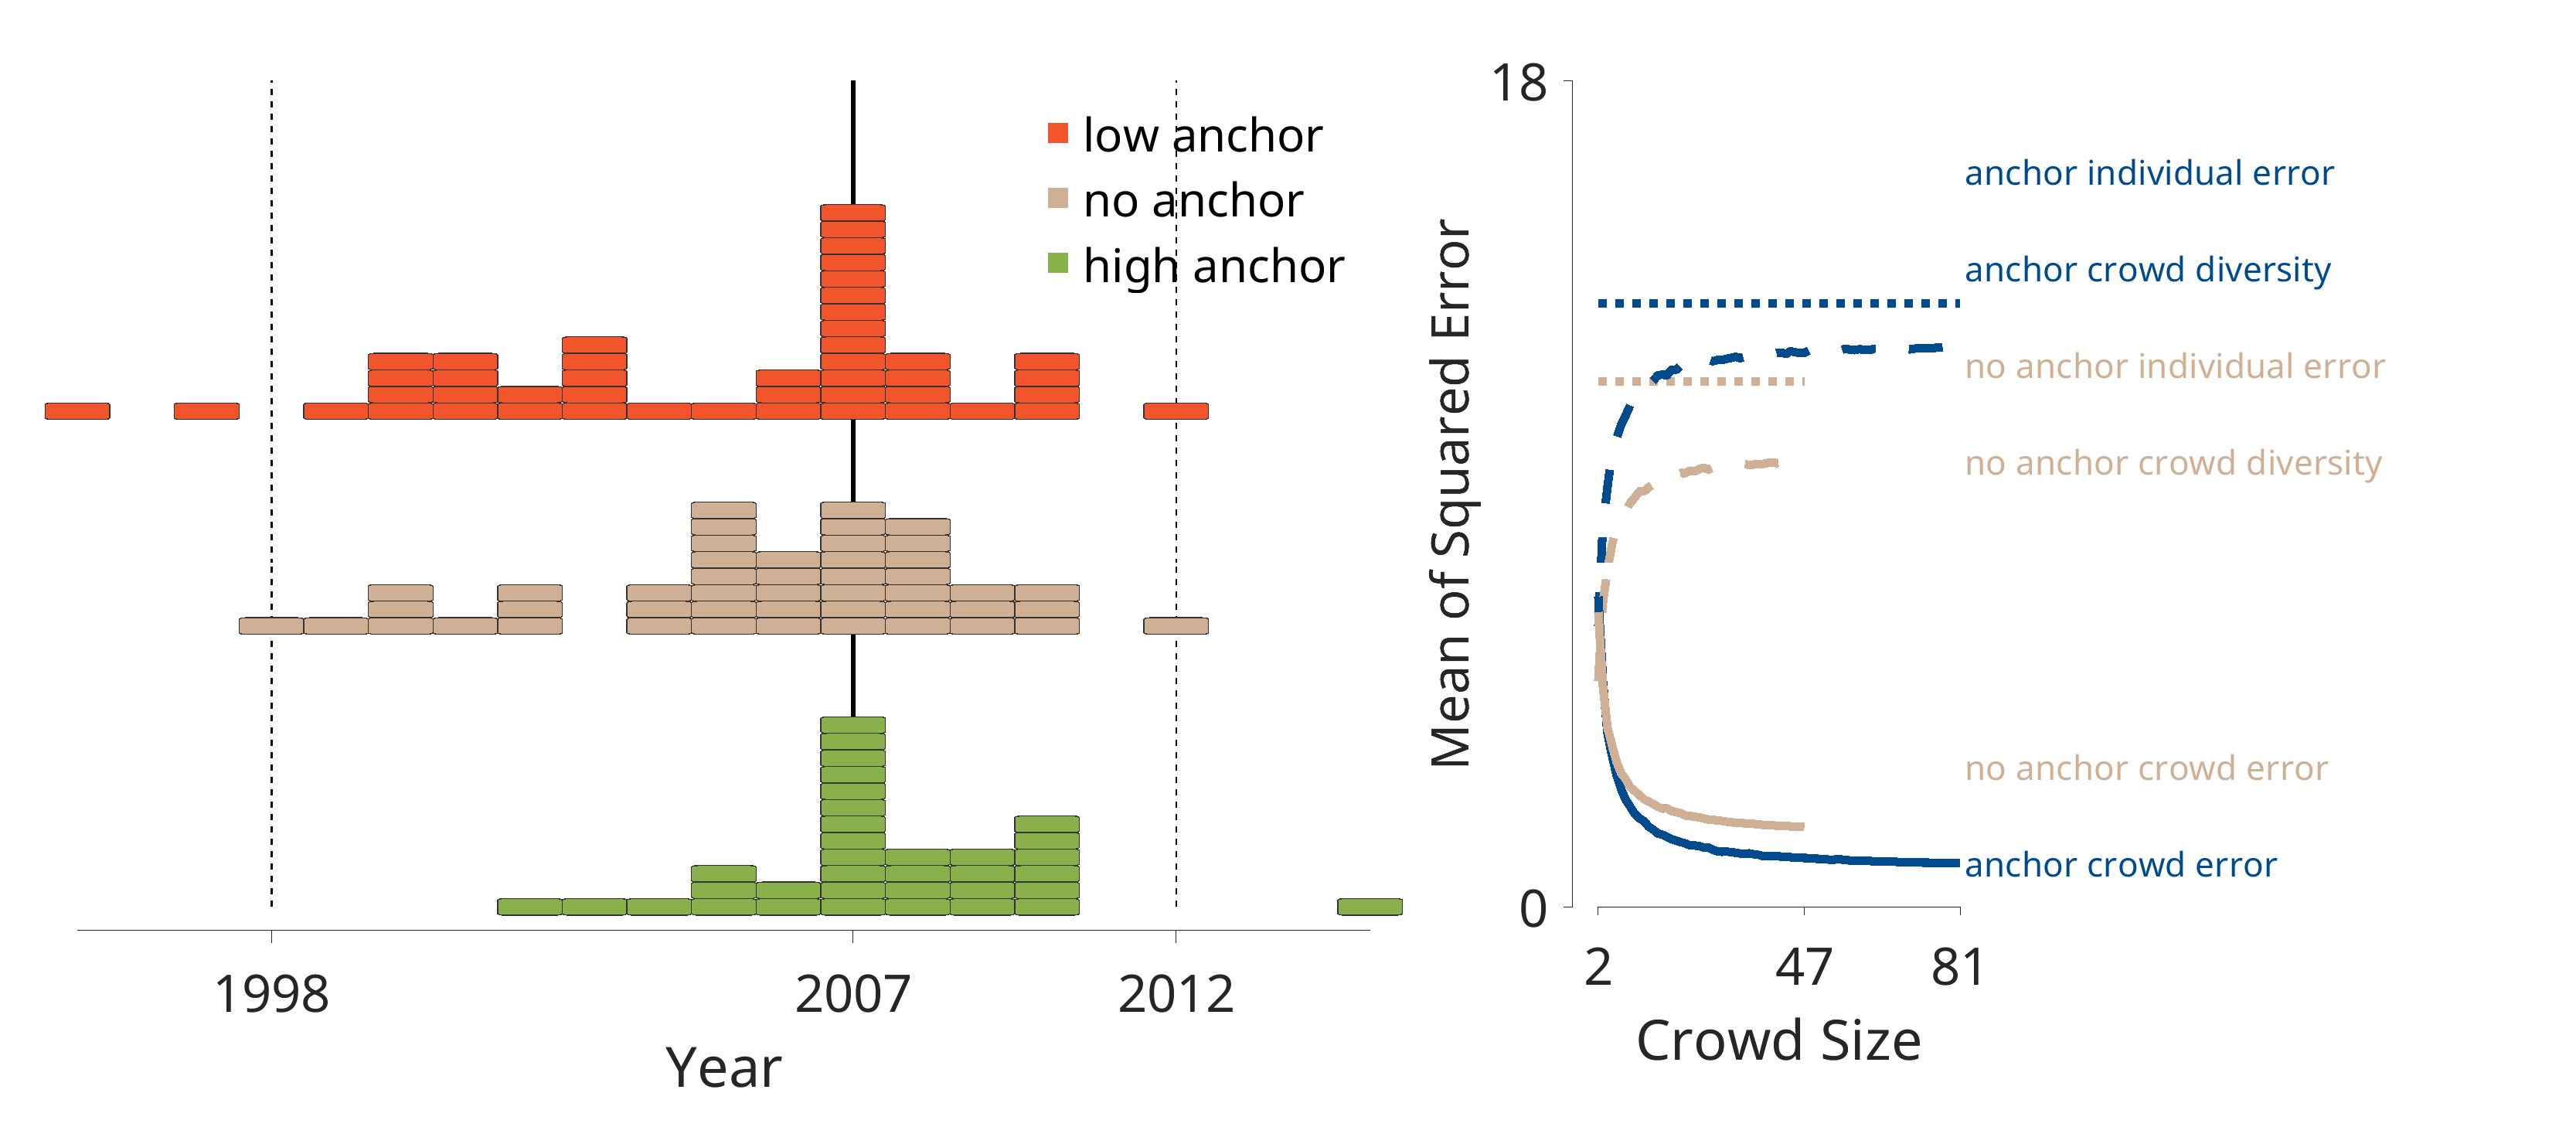 low anchor
no anchor
high anchor
1998
2007
2012
Year
18
0
Mean of Squared Error
anchor individual error
anchor crowd diversity
no anchor individual error
no anchor crowd diversity
no anchor crowd error
anchor crowd error
2
47
81
Crowd Size